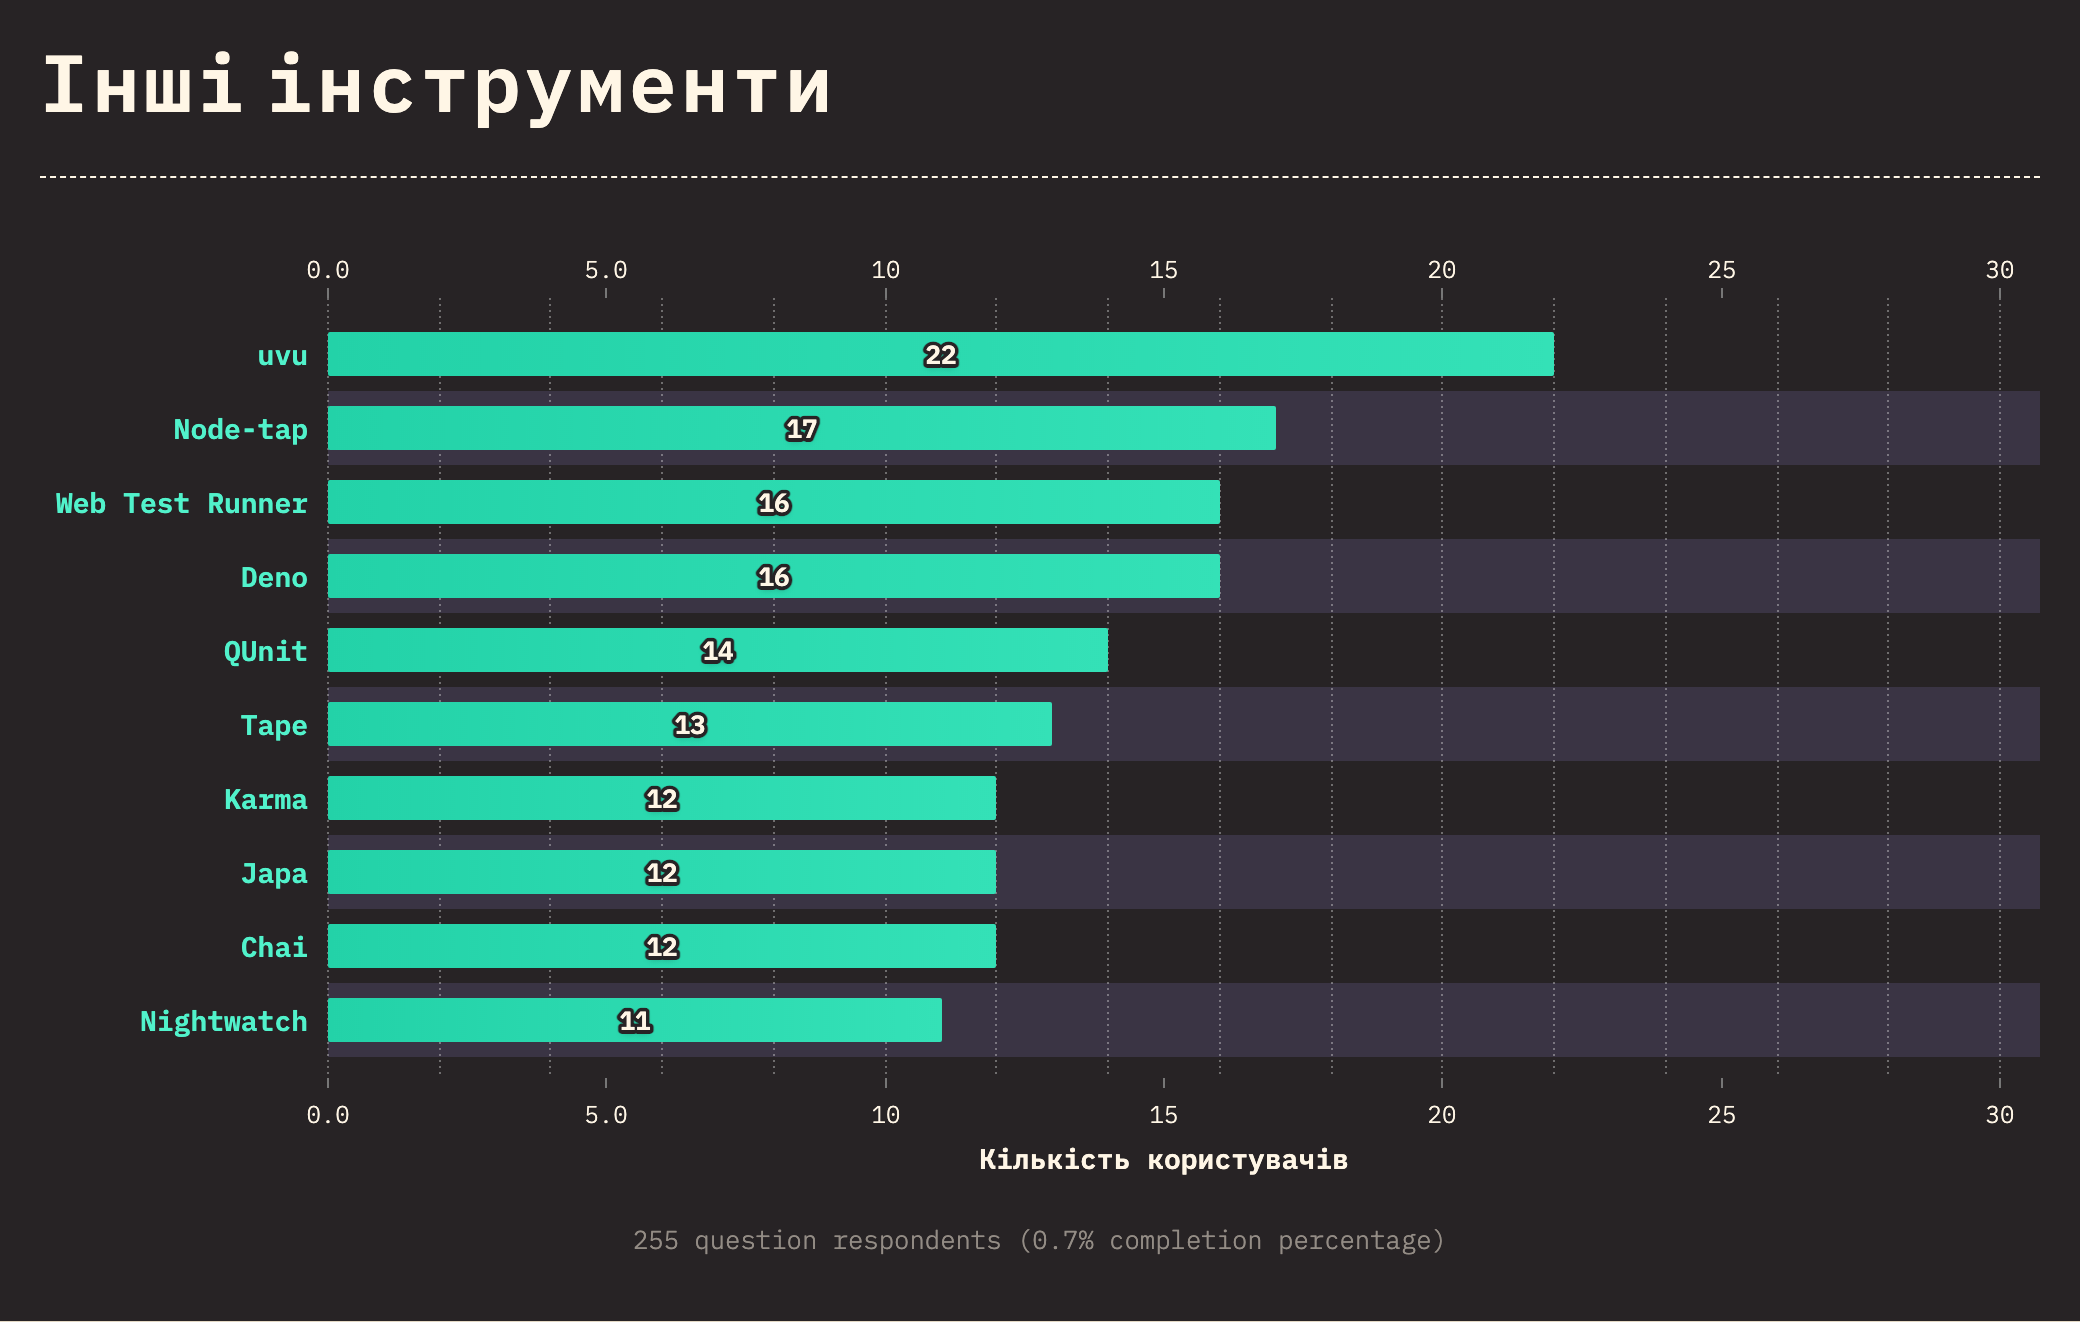 Інші інструменти
0.0 5.0 10 15 20 25 30
uvu 22
Node-tap 17
Web Test Runner 16
Deno 16
QUnit 14
Tape 13
Karma 12
Japa 12
Chai 12
Nightwatch 11
0.0 5.0 10 15 20 25 30
Кількість користувачів
255 question respondents (0.7% completion percentage)